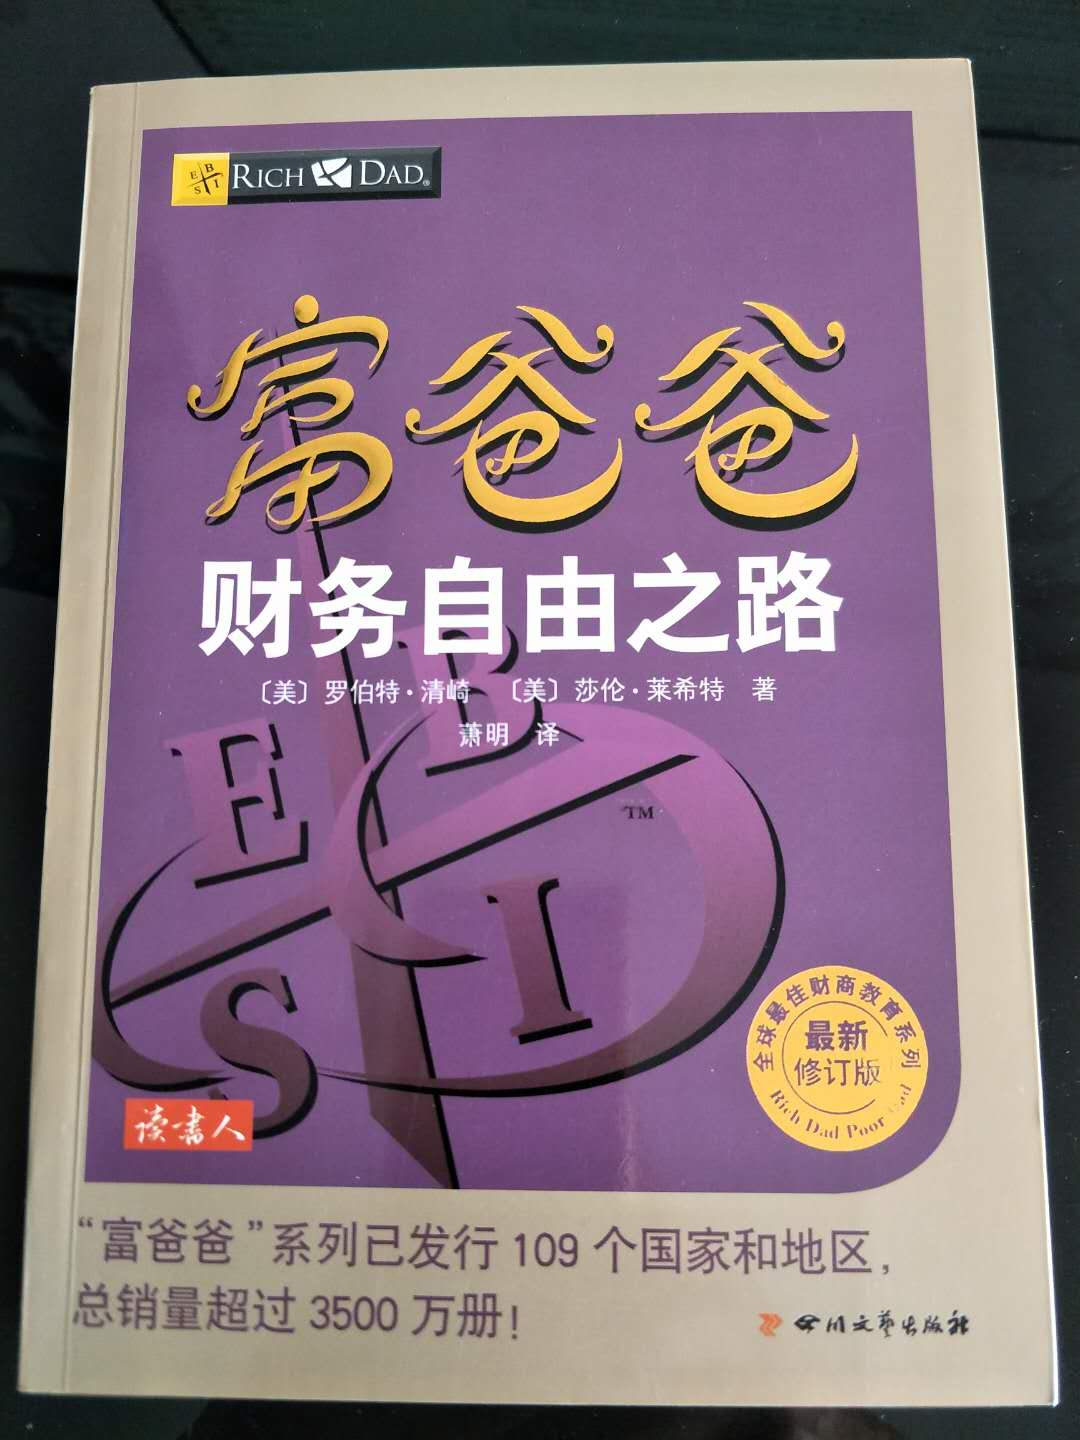 E B S I RICH DAD®
富爸爸
财务自由之路
〔美〕罗伯特·清崎 〔美〕莎伦·莱希特 著
萧明 译
E B
TM
S I
全球最佳财商教育系列
最新
修订版
Rich Dad Poor Dad
读书人
“富爸爸”系列已发行 109 个国家和地区，
总销量超过 3500 万册！
四川文艺出版社